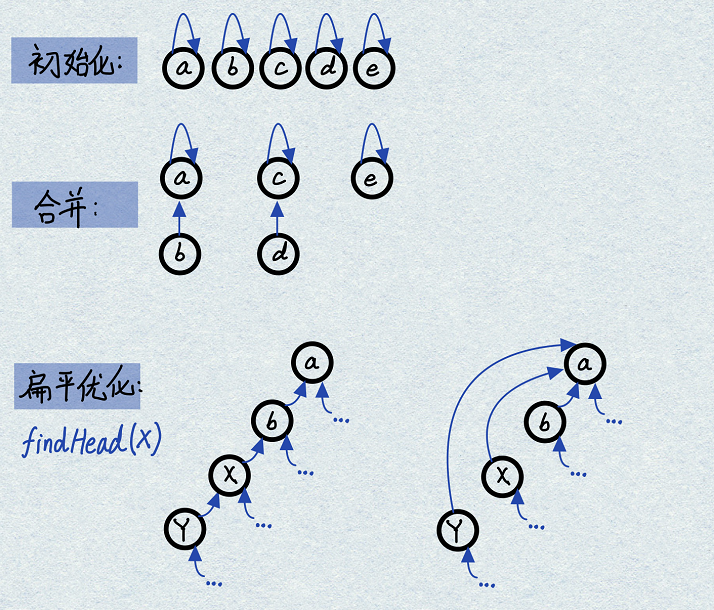 初始化: a b c d e
合并: a c e
b d
扁平优化:
findHead(X)
a a
... ...
b b
... ...
X X
... ...
Y Y
... ...